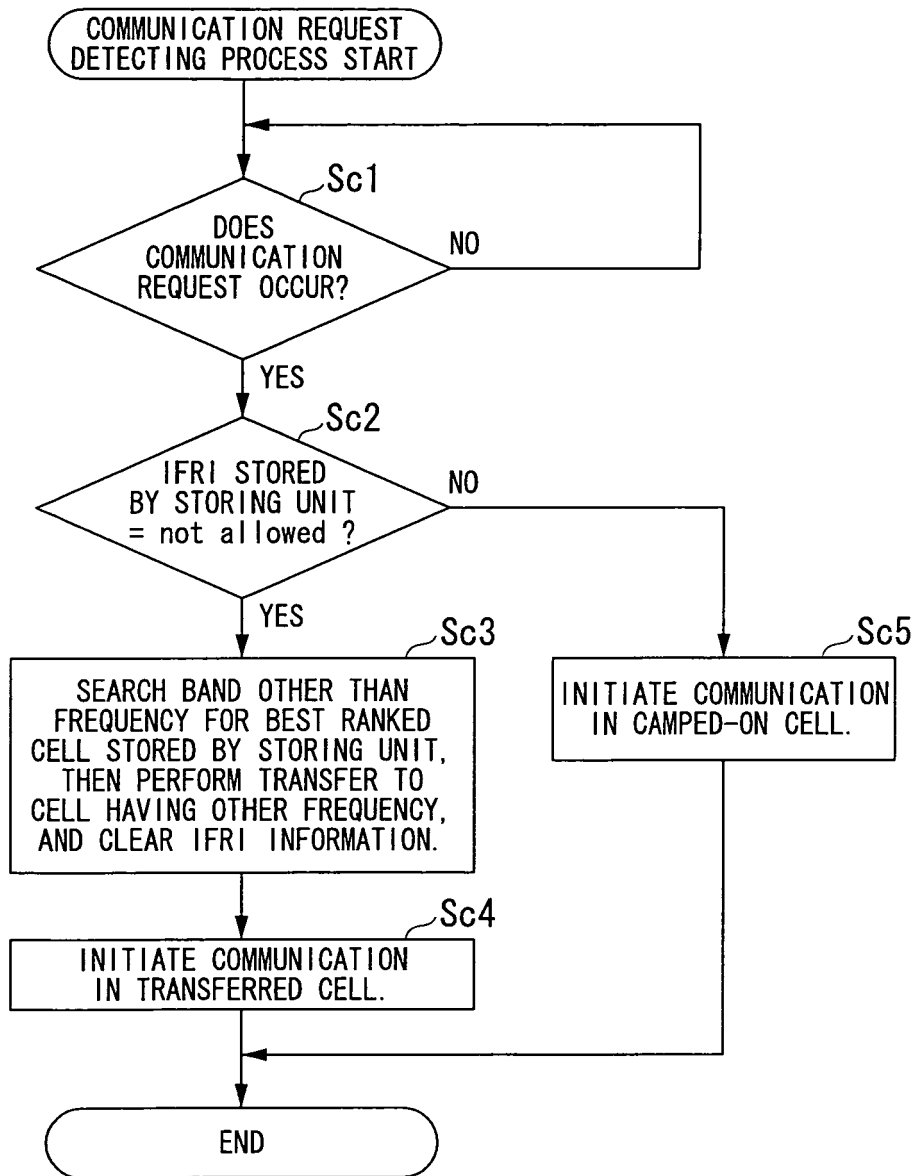 COMMUNICATION REQUEST
DETECTING PROCESS START
Sc1
DOES
COMMUNICATION
REQUEST OCCUR?
NO
YES
Sc2
IFRI STORED
BY STORING UNIT
= not allowed ?
NO
YES
Sc3
SEARCH BAND OTHER THAN
FREQUENCY FOR BEST RANKED
CELL STORED BY STORING UNIT,
THEN PERFORM TRANSFER TO
CELL HAVING OTHER FREQUENCY,
AND CLEAR IFRI INFORMATION.
Sc5
INITIATE COMMUNICATION
IN CAMPED-ON CELL.
Sc4
INITIATE COMMUNICATION
IN TRANSFERRED CELL.
END